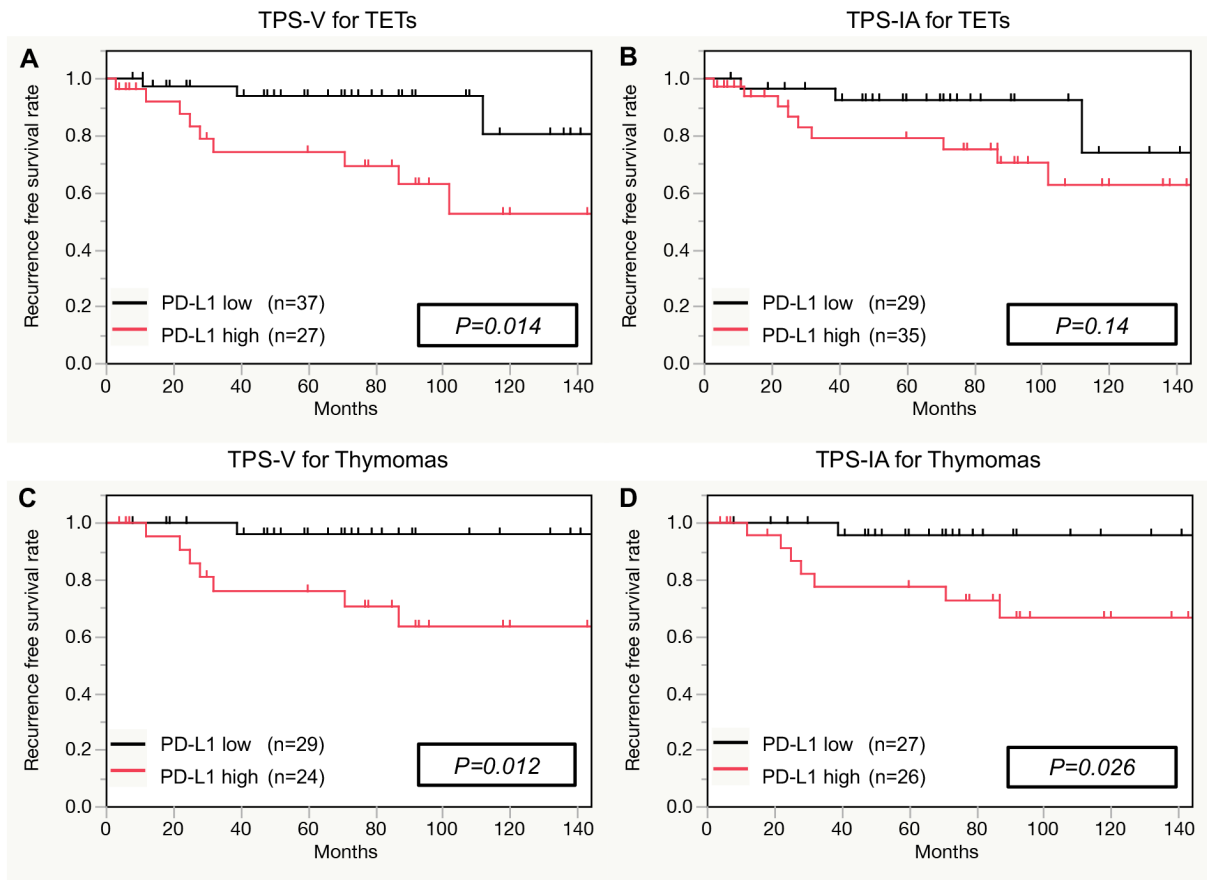 TPS-V for TETs
A
Recurrence free survival rate
1.0
0.8
0.6
0.4
0.2
0.0
PD-L1 low (n=37)
PD-L1 high (n=27)
P=0.014
0 20 40 60 80 100 120 140
Months
TPS-IA for TETs
B
Recurrence free survival rate
1.0
0.8
0.6
0.4
0.2
0.0
PD-L1 low (n=29)
PD-L1 high (n=35)
P=0.14
0 20 40 60 80 100 120 140
Months
TPS-V for Thymomas
C
Recurrence free survival rate
1.0
0.8
0.6
0.4
0.2
0.0
PD-L1 low (n=29)
PD-L1 high (n=24)
P=0.012
0 20 40 60 80 100 120 140
Months
TPS-IA for Thymomas
D
Recurrence free survival rate
1.0
0.8
0.6
0.4
0.2
0.0
PD-L1 low (n=27)
PD-L1 high (n=26)
P=0.026
0 20 40 60 80 100 120 140
Months